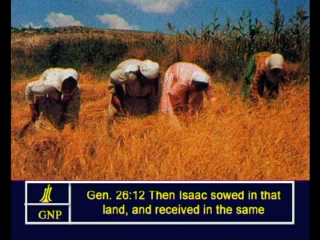 Gen. 26:12 Then Isaac sowed in that
land, and received in the same
GNP